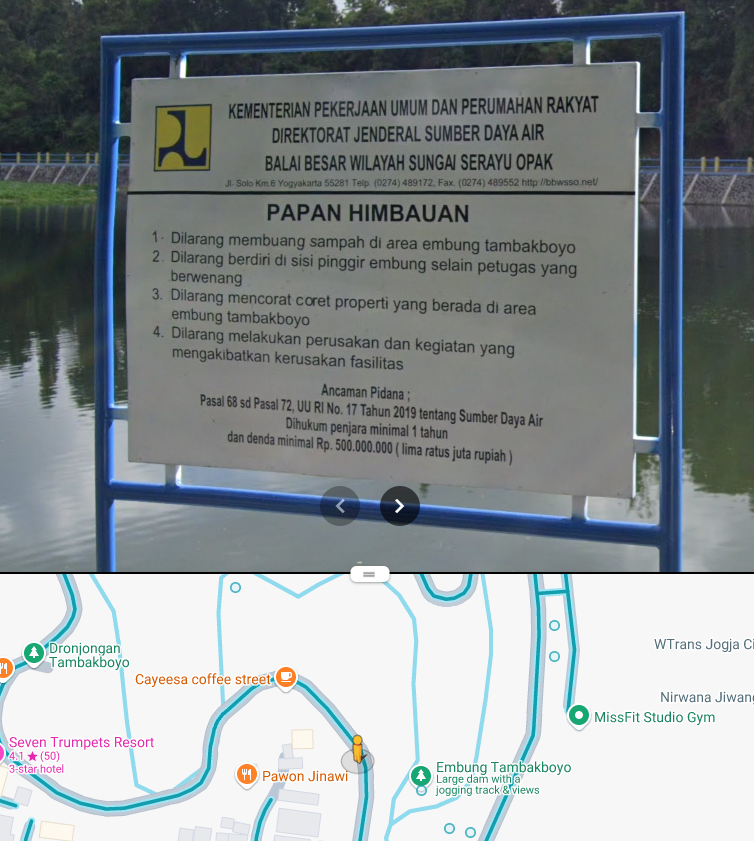 KEMENTERIAN PEKERJAAN UMUM DAN PERUMAHAN RAKYAT
DIREKTORAT JENDERAL SUMBER DAYA AIR
BALAI BESAR WILAYAH SUNGAI SERAYU OPAK
Jl- Solo Km.6 Yogyakarta 55281 Telp. (0274) 489172, Fax. (0274) 489552 http://bbwsso.net/
PAPAN HIMBAUAN
1. Dilarang membuang sampah di area embung tambakboyo
2. Dilarang berdiri di sisi pinggir embung selain petugas yang
berwenang
3. Dilarang mencorat coret properti yang berada di area
embung tambakboyo
4. Dilarang melakukan perusakan dan kegiatan yang
mengakibatkan kerusakan fasilitas
Ancaman Pidana ;
Pasal 68 sd Pasal 72, UU RI No. 17 Tahun 2019 tentang Sumber Daya Air
Dihukum penjara minimal 1 tahun
dan denda minimal Rp. 500.000.000 ( lima ratus juta rupiah )
Dronjongan
Tambakboyo
WTrans Jogja Ci
Cayeesa coffee street
Nirwana Jiwang
MissFit Studio Gym
Seven Trumpets Resort
4.1 ★ (50)
3-star hotel
Pawon Jinawi
Embung Tambakboyo
Large dam with a
jogging track & views